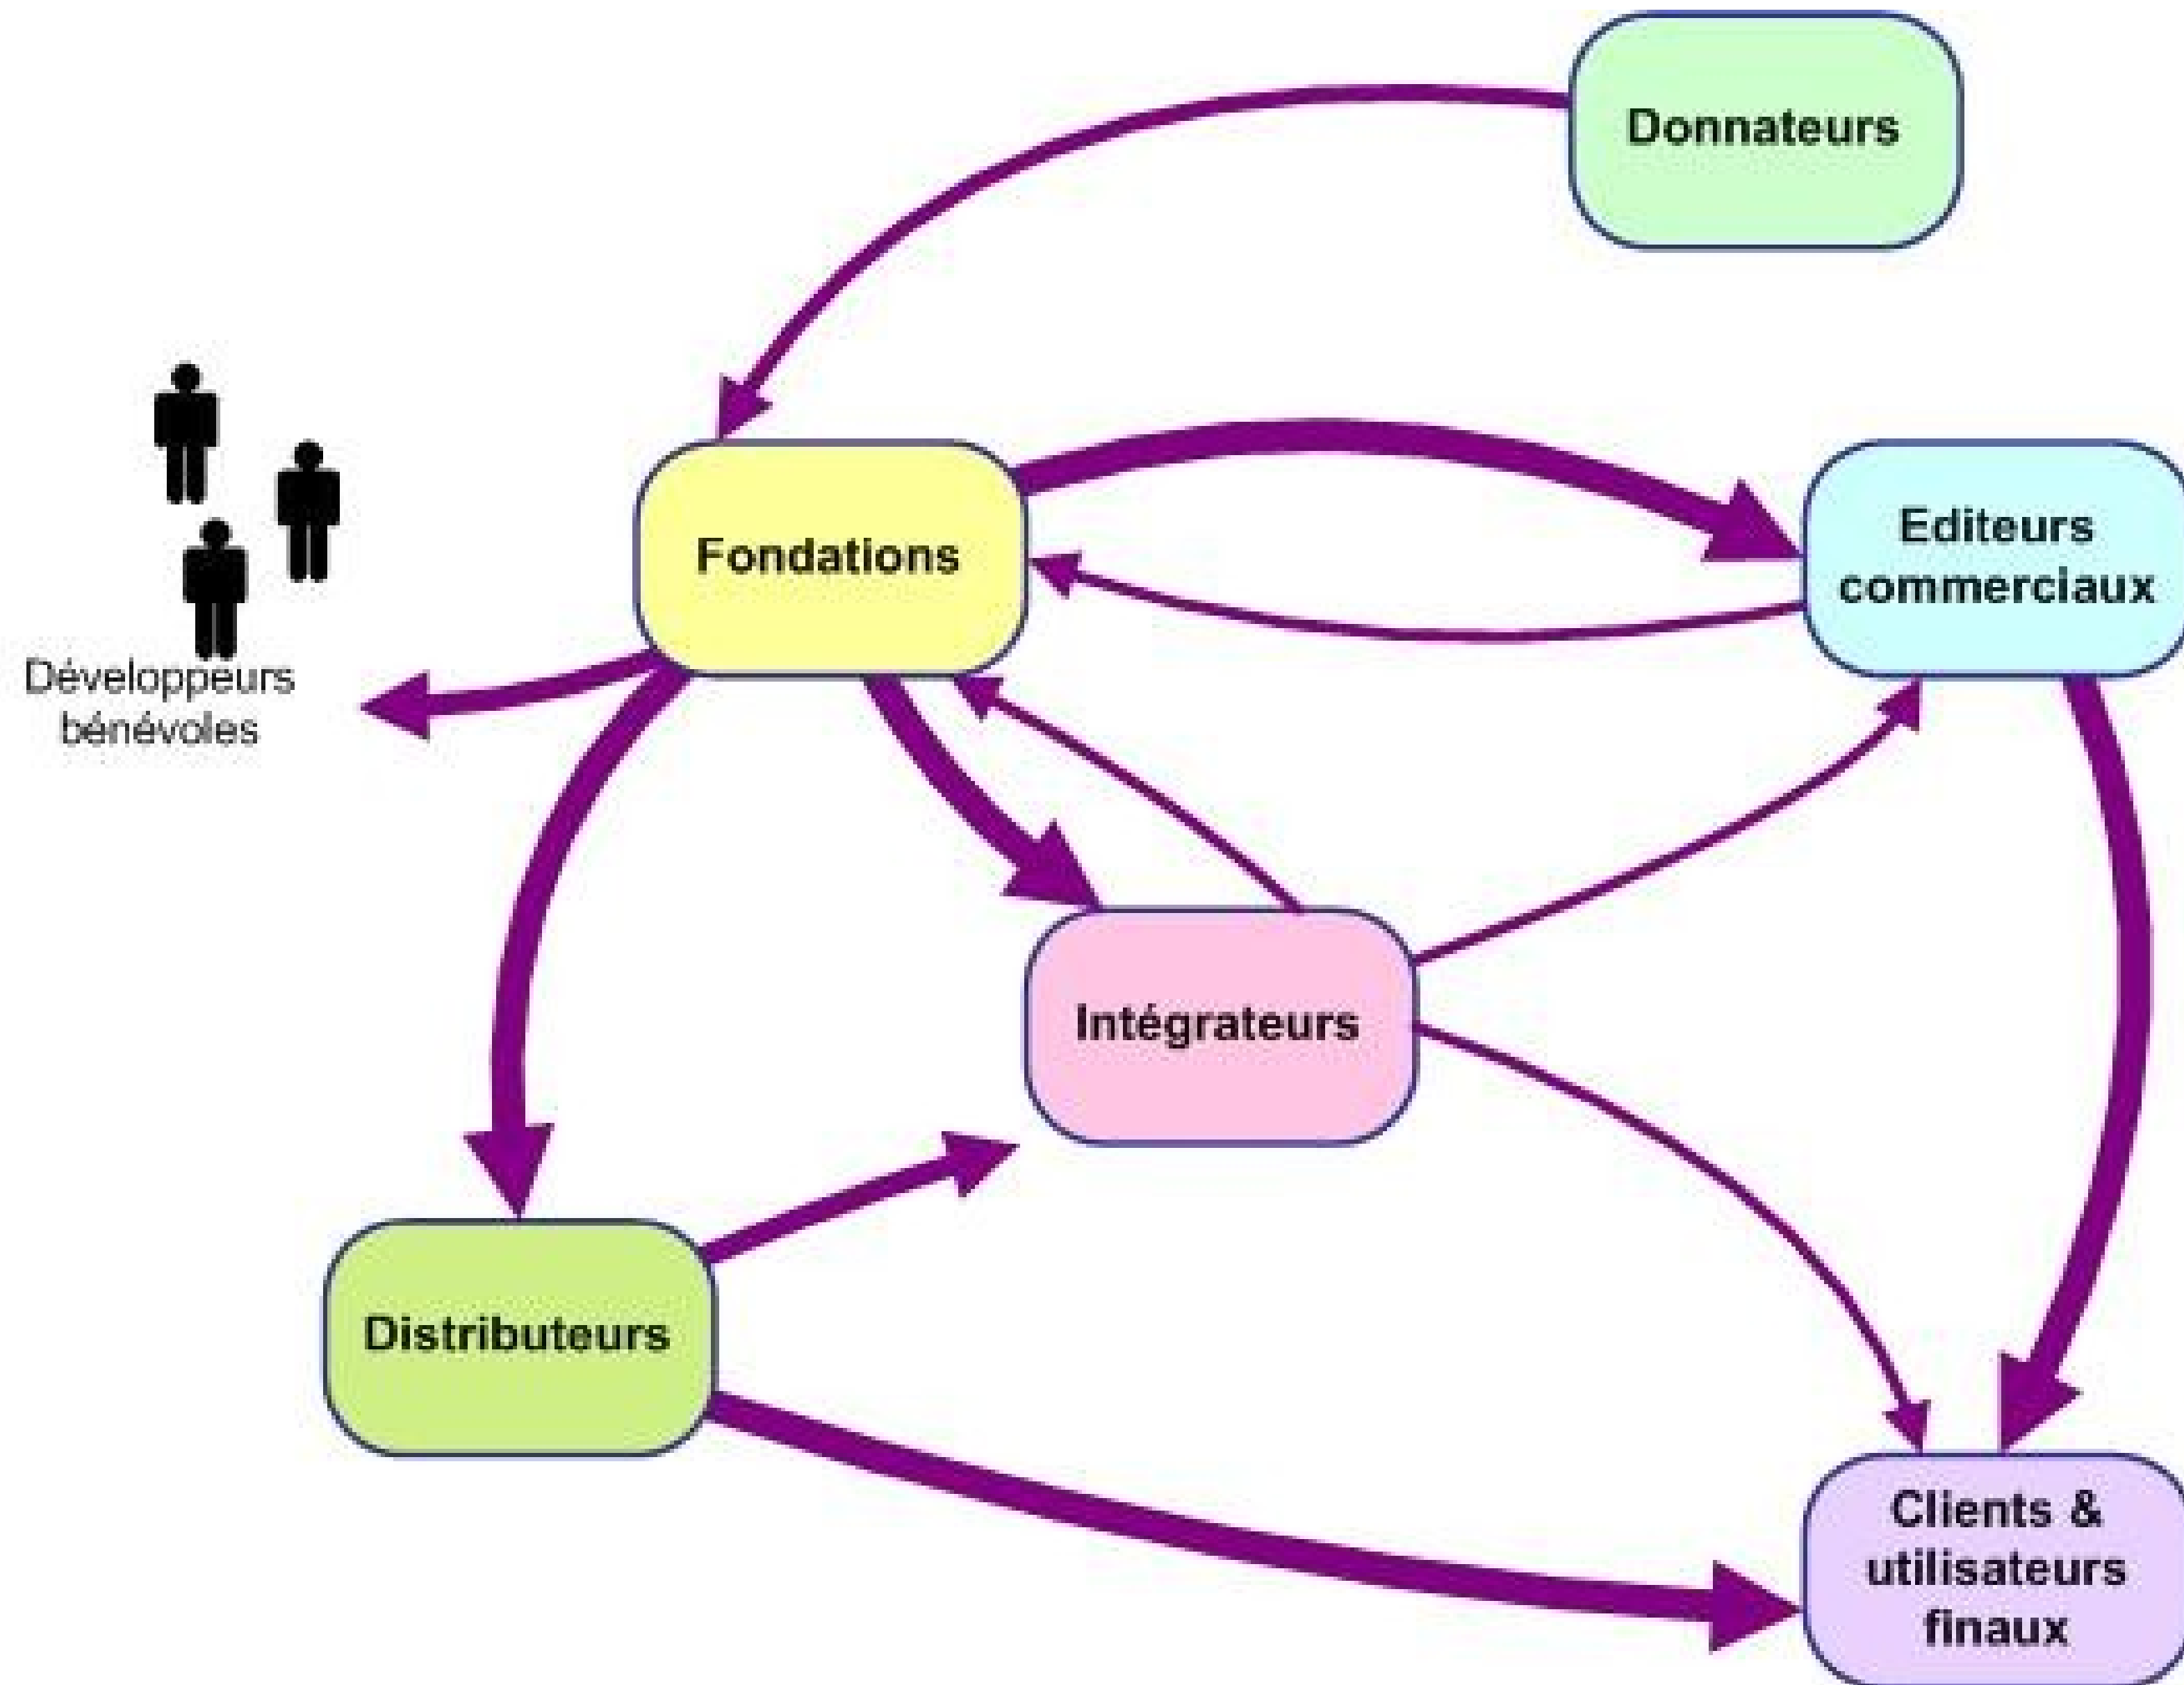 Donnateurs
Fondations
Editeurs
commerciaux
Développeurs
bénévoles
Intégrateurs
Distributeurs
Clients &
utilisateurs
finaux